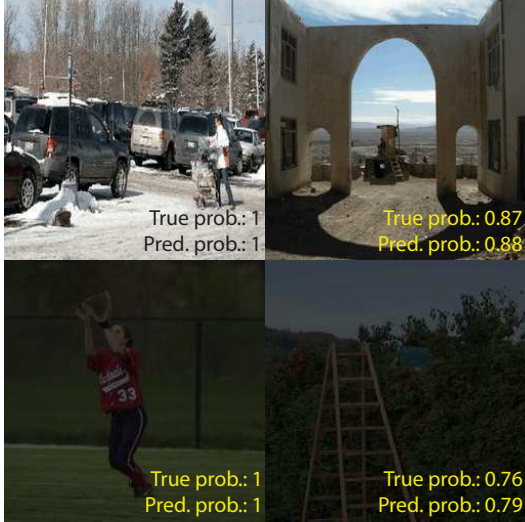 True prob.: 1
Pred. prob.: 1
True prob.: 0.87
Pred. prob.: 0.88
33
True prob.: 1
Pred. prob.: 1
True prob.: 0.76
Pred. prob.: 0.79